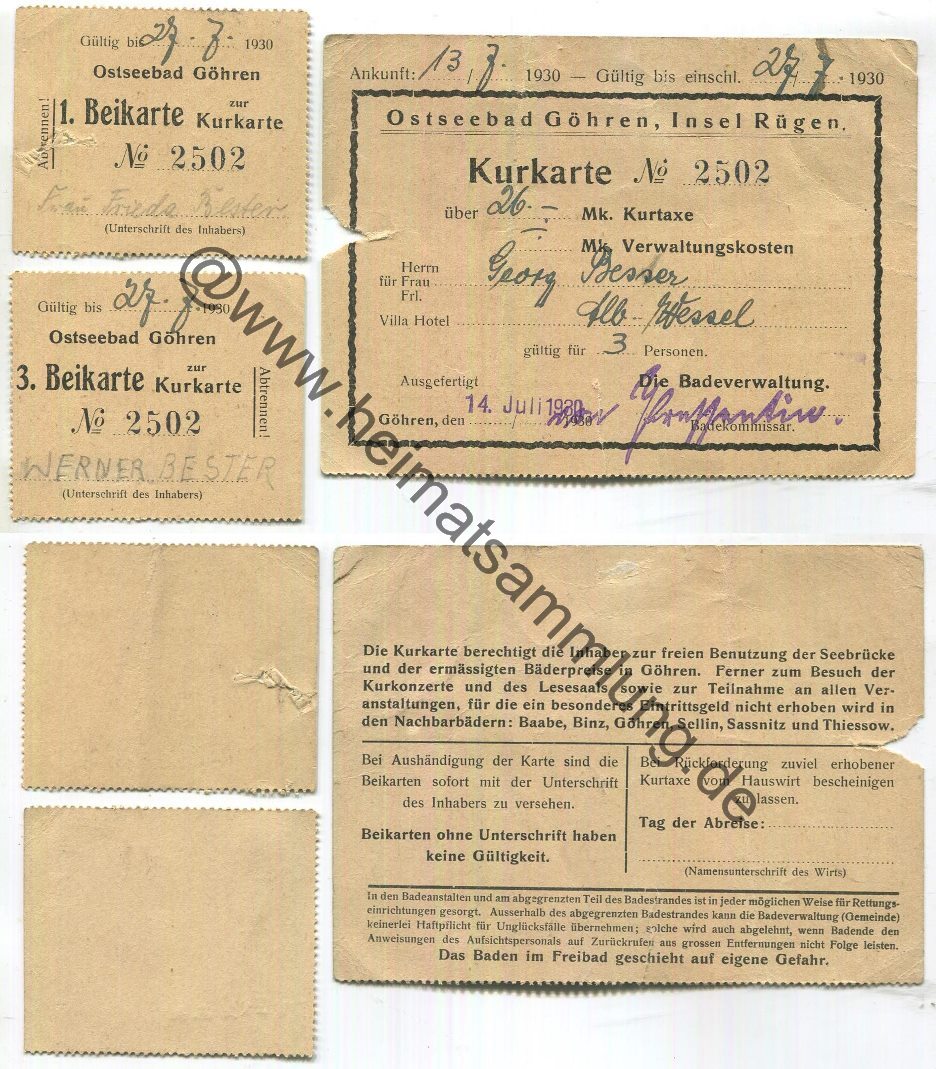 Gültig bis 27. 7. 1930
Ostseebad Göhren
Abtrennen!
1. Beikarte zur Kurkarte
№ 2502
Frau Frieda Bester
(Unterschrift des Inhabers)
Gültig bis 27. 7. 1930
Ostseebad Göhren
3. Beikarte zur Kurkarte
Abtrennen!
№ 2502
WERNER BESTER
(Unterschrift des Inhabers)
Ankunft: 13/7. 1930 — Gültig bis einschl. 27/7. 1930
Ostseebad Göhren, Insel Rügen.
Kurkarte № 2502
über 26.– Mk. Kurtaxe
Mk. Verwaltungskosten
Herrn
für Frau Georg Besser
Frl.
Villa Hotel Alb-Wessel
gültig für 3 Personen.
Ausgefertigt Die Badeverwaltung.
Göhren, den 14. Juli 1930 1930
Badekommissar.
Die Kurkarte berechtigt die Inhaber zur freien Benutzung der Seebrücke
und der ermässigten Bäderpreise in Göhren. Ferner zum Besuch der
Kurkonzerte und des Lesesaals sowie zur Teilnahme an allen Ver-
anstaltungen, für die ein besonderes Eintrittsgeld nicht erhoben wird in
den Nachbarbädern: Baabe, Binz, Göhren, Sellin, Sassnitz und Thiessow.
Bei Aushändigung der Karte sind die
Beikarten sofort mit der Unterschrift
des Inhabers zu versehen.
Beikarten ohne Unterschrift haben
keine Gültigkeit.
Bei Rückforderung zuviel erhobener
Kurtaxe vom Hauswirt bescheinigen
zu lassen.
Tag der Abreise:
(Namensunterschrift des Wirts)
In den Badeanstalten und am abgegrenzten Teil des Badestrandes ist in jeder möglichen Weise für Rettungs-
einrichtungen gesorgt. Ausserhalb des abgegrenzten Badestrandes kann die Badeverwaltung (Gemeinde)
keinerlei Haftpflicht für Unglücksfälle übernehmen; solche wird auch abgelehnt, wenn Badende den
Anweisungen des Aufsichtspersonals auf Zurückrufen aus grossen Entfernungen nicht Folge leisten.
Das Baden im Freibad geschieht auf eigene Gefahr.
@www.heimatsammlung.de